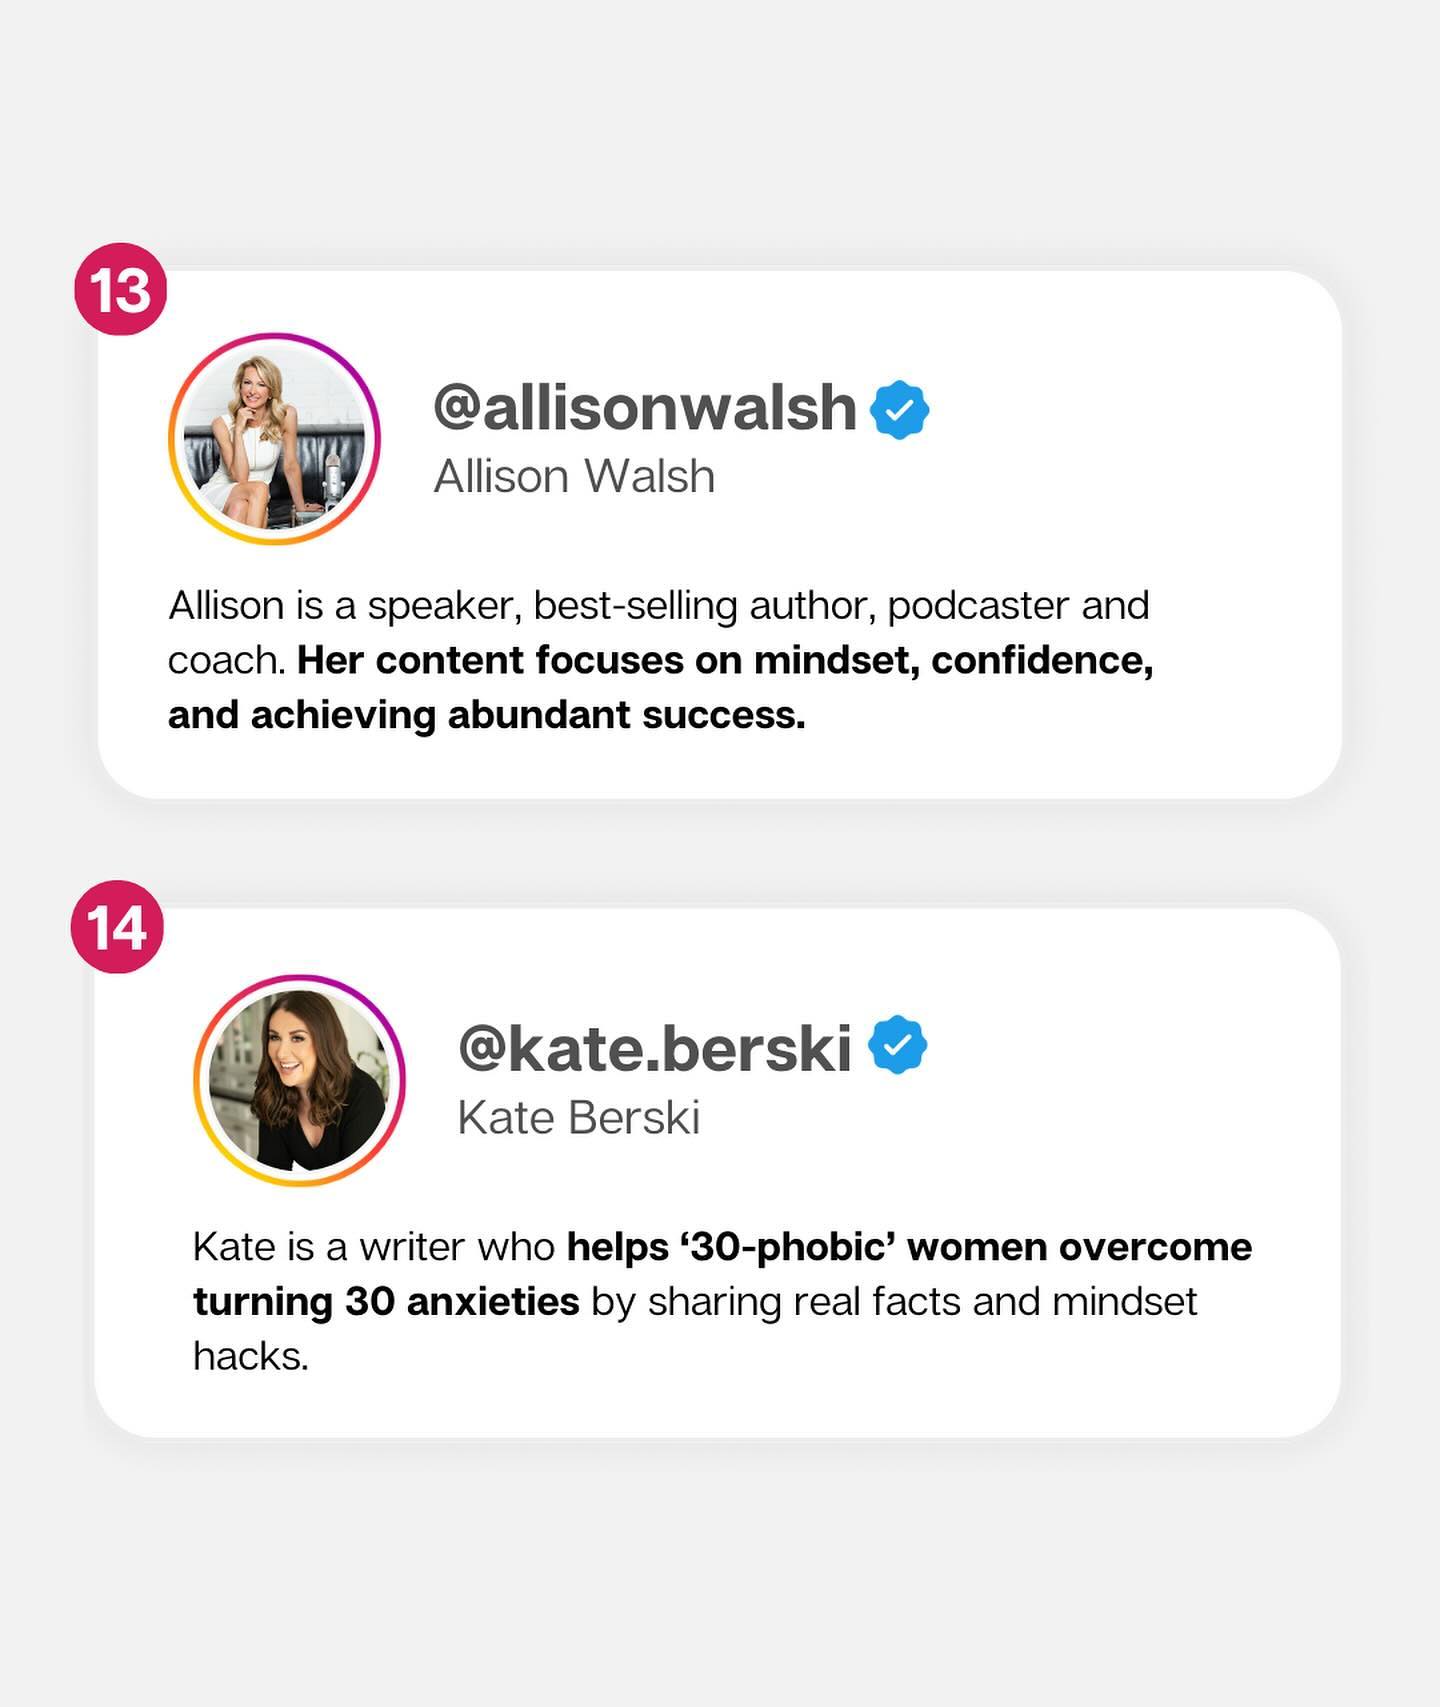 13
@allisonwalsh
Allison Walsh
Allison is a speaker, best-selling author, podcaster and
coach. Her content focuses on mindset, confidence,
and achieving abundant success.
14
@kate.berski
Kate Berski
Kate is a writer who helps ‘30-phobic’ women overcome
turning 30 anxieties by sharing real facts and mindset
hacks.